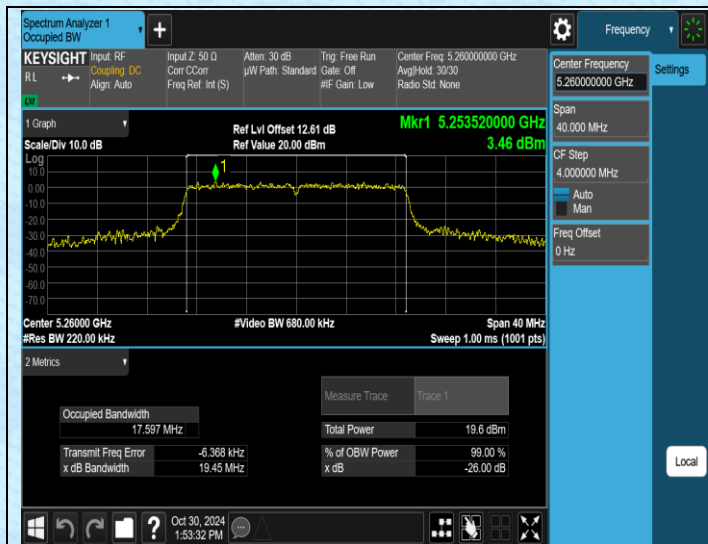 Spectrum Analyzer 1
Occupied BW
+
Frequency
KEYSIGHT
R L
LXI
Input: RF
Coupling: DC
Align: Auto
Input Z: 50 Ω
Corr CCorr
Freq Ref: Int (S)
Atten: 30 dB
µW Path: Standard
Trig: Free Run
Gate: Off
#IF Gain: Low
Center Freq: 5.260000000 GHz
Avg|Hold: 30/30
Radio Std: None
Center Frequency
5.260000000 GHz
Settings
Span
40.000 MHz
CF Step
4.000000 MHz
Auto
Man
Freq Offset
0 Hz
Local
1 Graph
Scale/Div 10.0 dB
Ref Lvl Offset 12.61 dB
Ref Value 20.00 dBm
Mkr1 5.253520000 GHz
3.46 dBm
Log
10.0
0.00
-10.0
-20.0
-30.0
-40.0
-50.0
-60.0
-70.0
1
Center 5.26000 GHz
#Res BW 220.00 kHz
#Video BW 680.00 kHz
Span 40 MHz
Sweep 1.00 ms (1001 pts)
2 Metrics
Measure Trace Trace 1
Occupied Bandwidth
17.597 MHz
Total Power 19.6 dBm
Transmit Freq Error -6.368 kHz
% of OBW Power 99.00 %
x dB Bandwidth 19.45 MHz
x dB -26.00 dB
?
Oct 30, 2024
1:53:32 PM